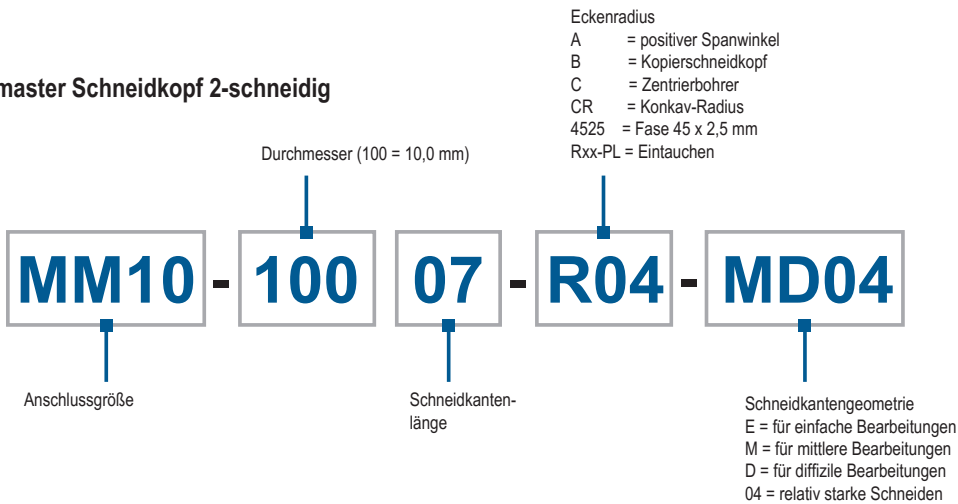 Eckenradius
A = positiver Spanwinkel
B = Kopierschneidkopf
C = Zentrierbohrer
CR = Konkav-Radius
4525 = Fase 45 x 2,5 mm
Rxx-PL = Eintauchen
master Schneidkopf 2-schneidig
Durchmesser (100 = 10,0 mm)
MM10 - 100 07 - R04 - MD04
Anschlussgröße
Schneidkanten-
länge
Schneidkantengeometrie
E = für einfache Bearbeitungen
M = für mittlere Bearbeitungen
D = für diffizile Bearbeitungen
04 = relativ starke Schneiden